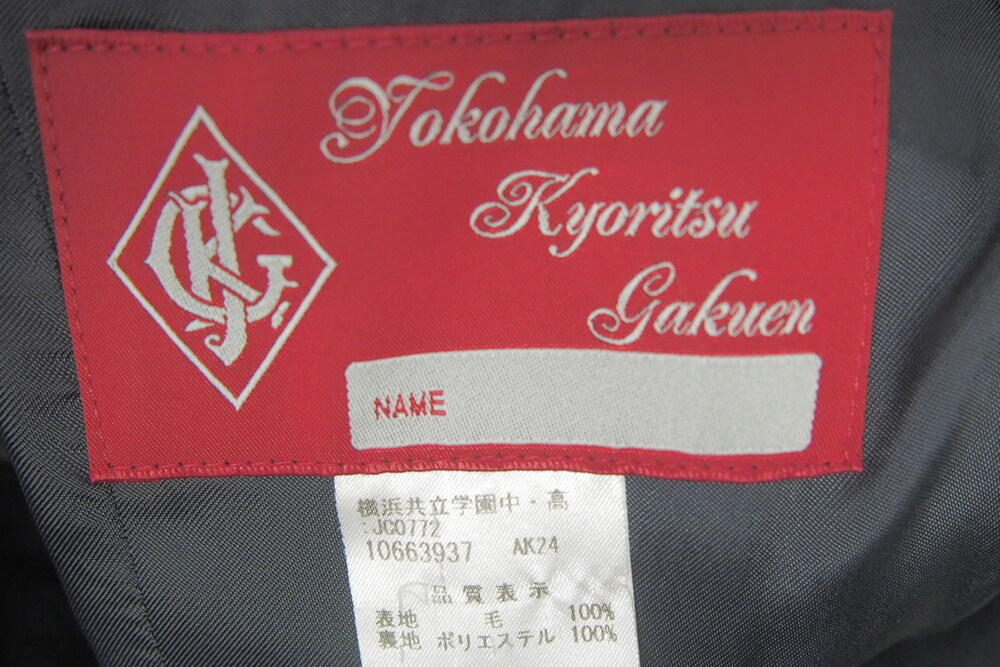 Yokohama
Kyoritsu
Gakuen
NAME
横浜共立学園中・高
:JC0772
10663937 AK24
品質表示
表地 毛 100%
裏地 ポリエステル 100%